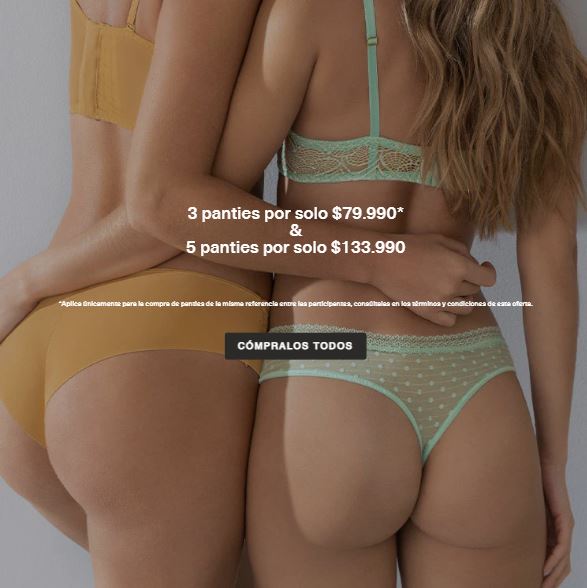 3 panties por solo $79.990*
&
5 panties por solo $133.990
*Aplica únicamente para la compra de panties de la misma referencia entre las participantes, consúltalas en los términos y condiciones de esta oferta.
CÓMPRALOS TODOS